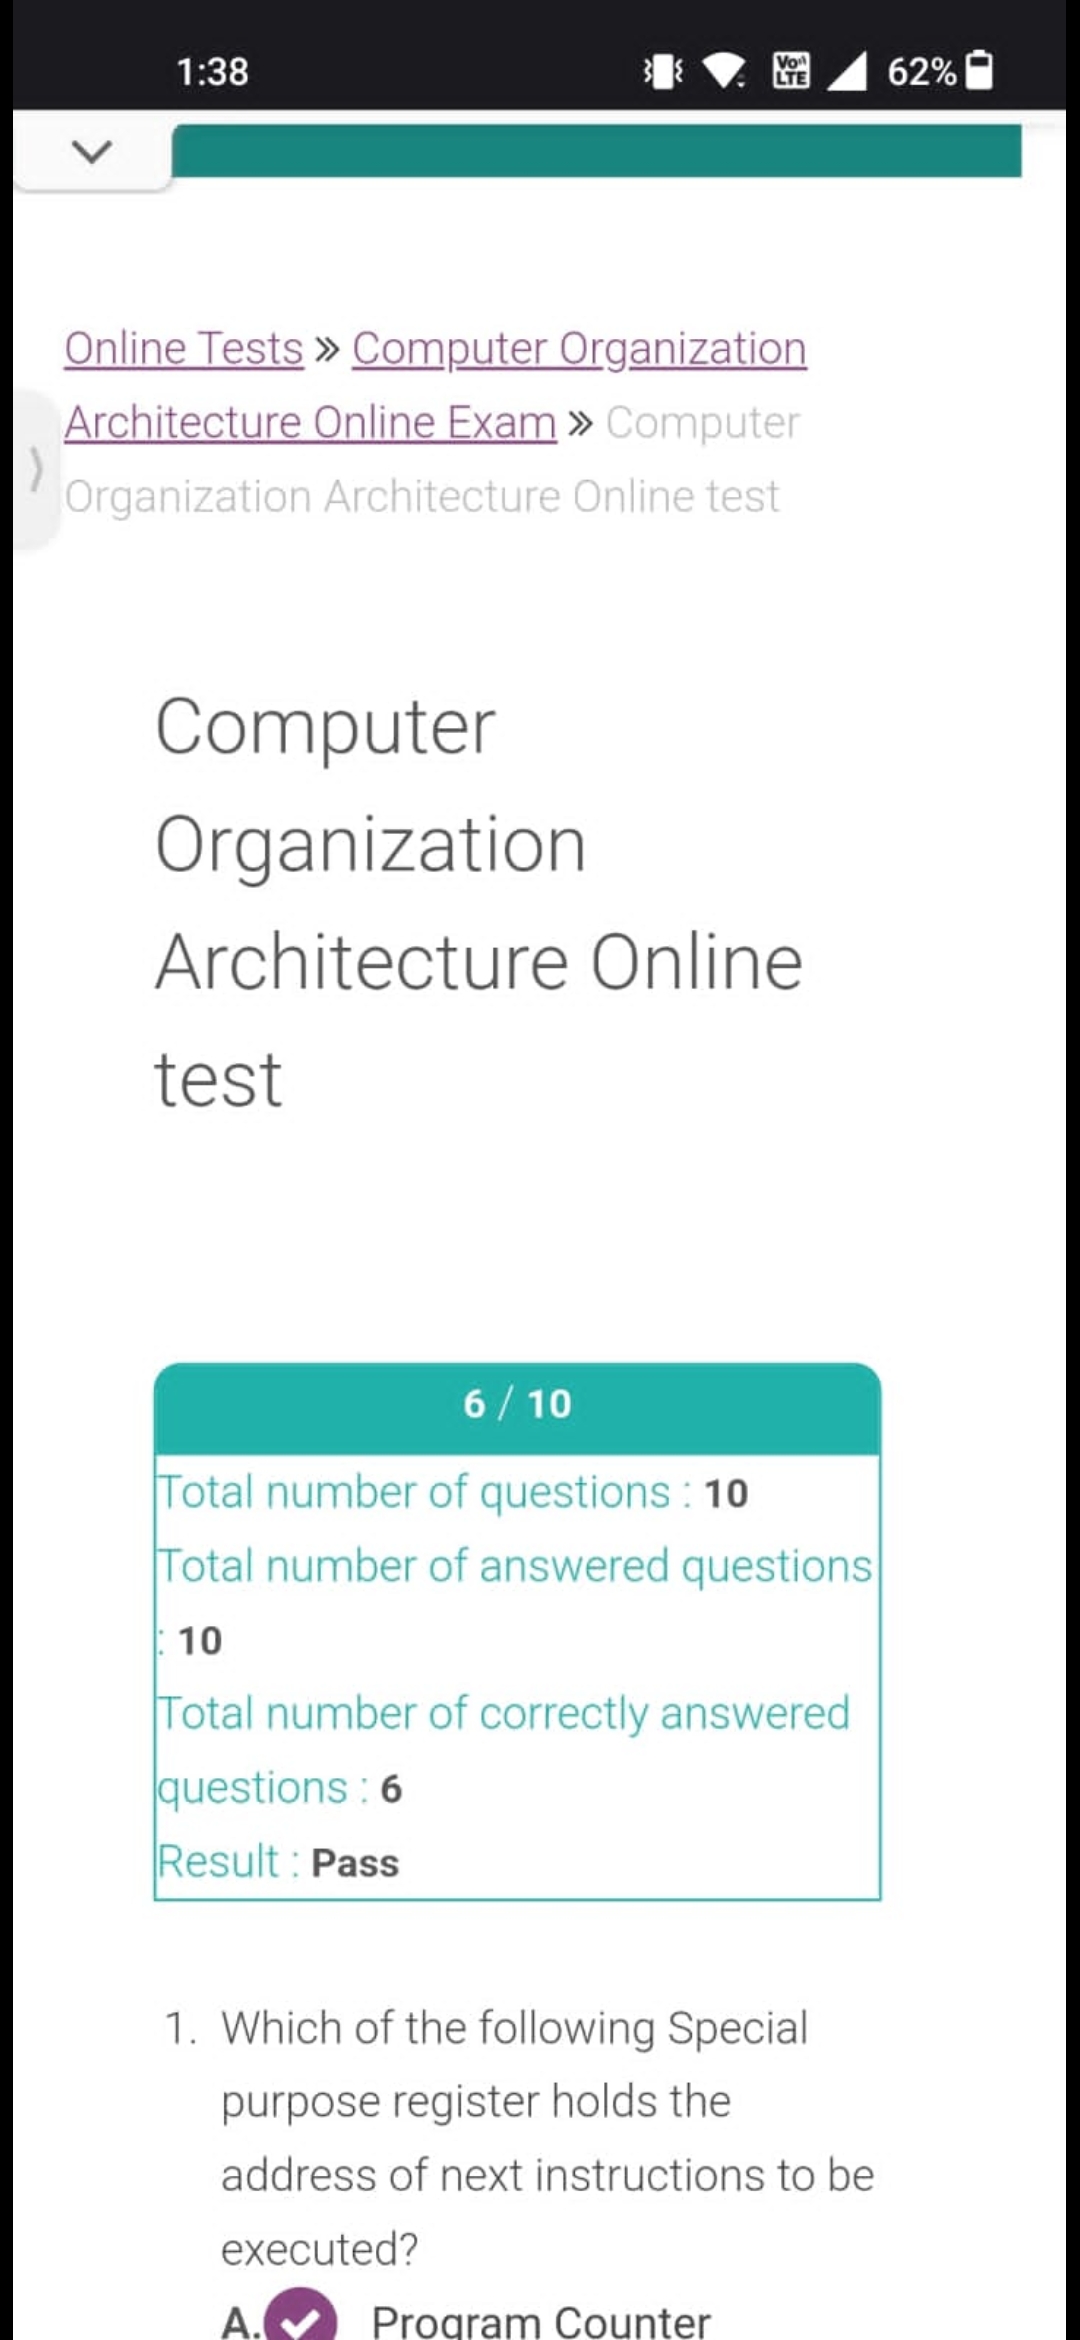 1:38
Vo))
LTE
62%
Online Tests » Computer Organization
Architecture Online Exam » Computer
Organization Architecture Online test
Computer
Organization
Architecture Online
test
6 / 10
Total number of questions : 10
Total number of answered questions
: 10
Total number of correctly answered
questions : 6
Result : Pass
1. Which of the following Special
purpose register holds the
address of next instructions to be
executed?
A. Program Counter